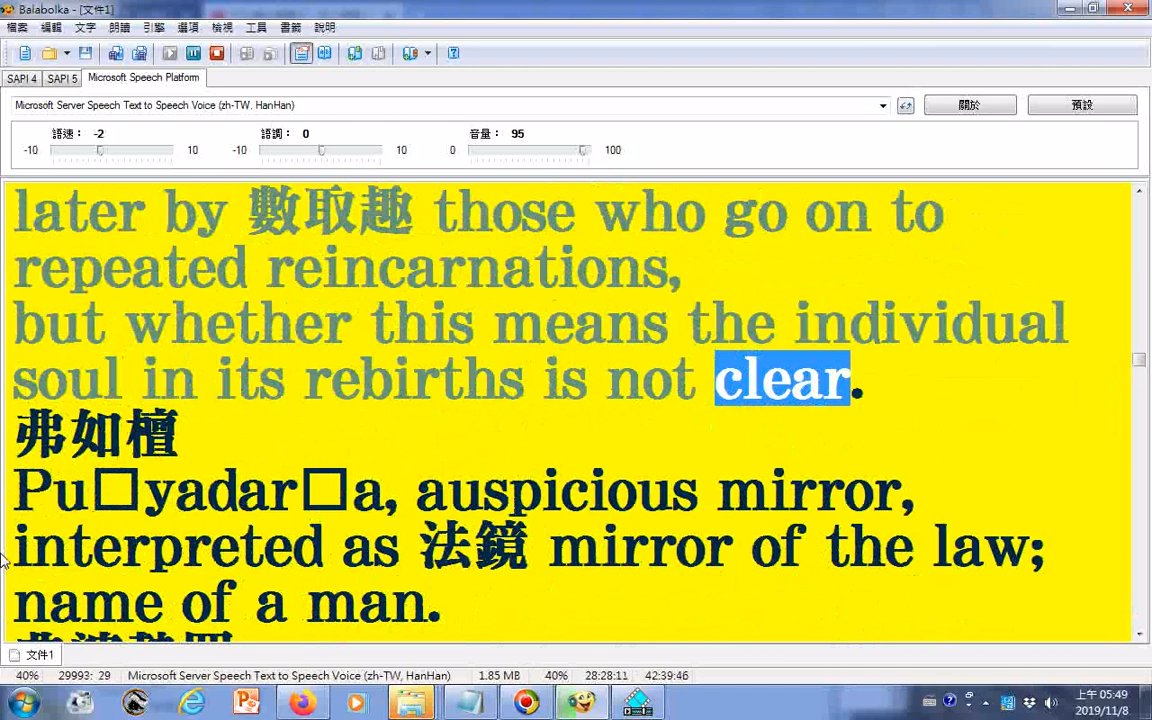 Balabolka - [文件1]
檔案 編輯 文字 朗讀 引擎 選項 檢視 工具 書籤 說明
SAPI 4 SAPI 5 Microsoft Speech Platform
Microsoft Server Speech Text to Speech Voice (zh-TW, HanHan) 關於 預設
語速： -2 語調： 0 音量： 95
-10 10 -10 10 0 100
later by 數取趣 those who go on to
repeated reincarnations,
but whether this means the individual
soul in its rebirths is not clear.
弗如檀
Pu□yadar□a, auspicious mirror,
interpreted as 法鏡 mirror of the law;
name of a man.
文件1
40% 29993: 29 Microsoft Server Speech Text to Speech Voice (zh-TW, HanHan) 1.85 MB 40% 28:28:11 42:39:46
上午 05:49
2019/11/8